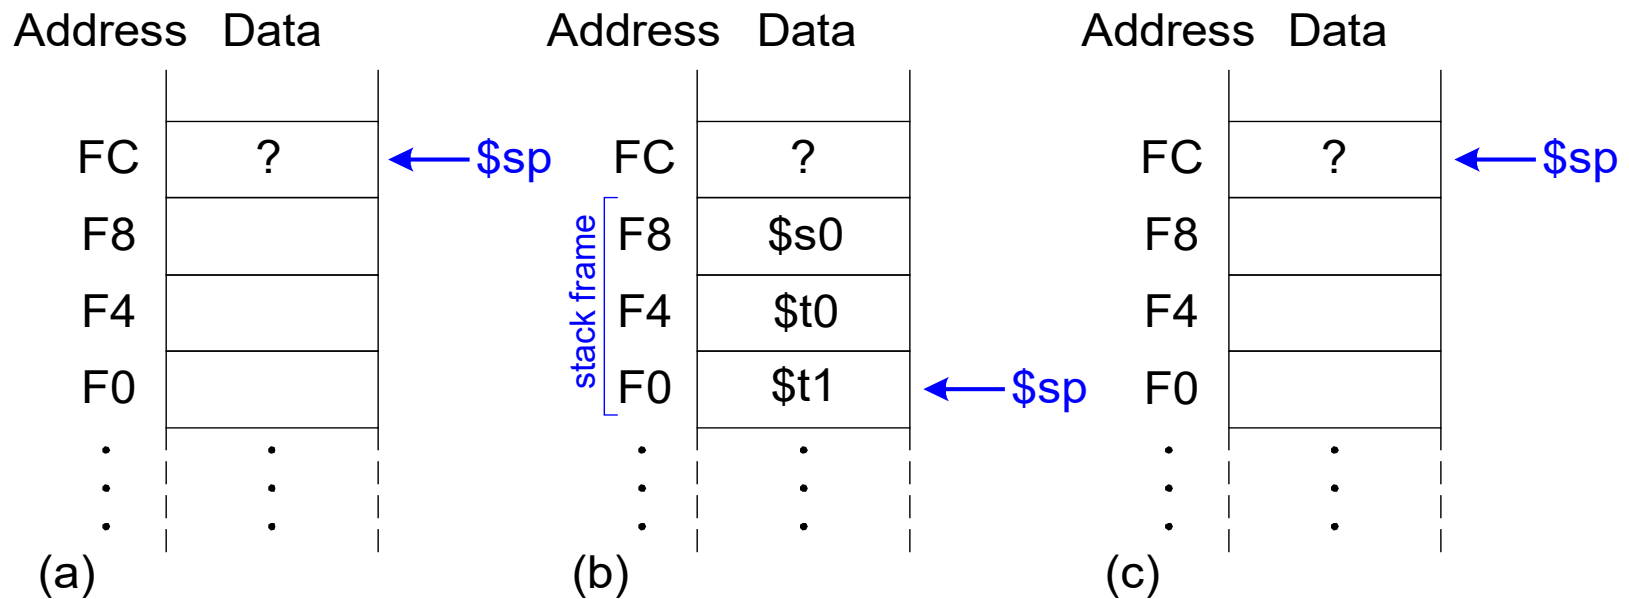 Address Data Address Data Address Data
FC ? $sp FC ? FC ? $sp
F8 F8 $s0 F8
F4 F4 $t0 F4
F0 F0 $t1 $sp F0
stack frame
(a) (b) (c)